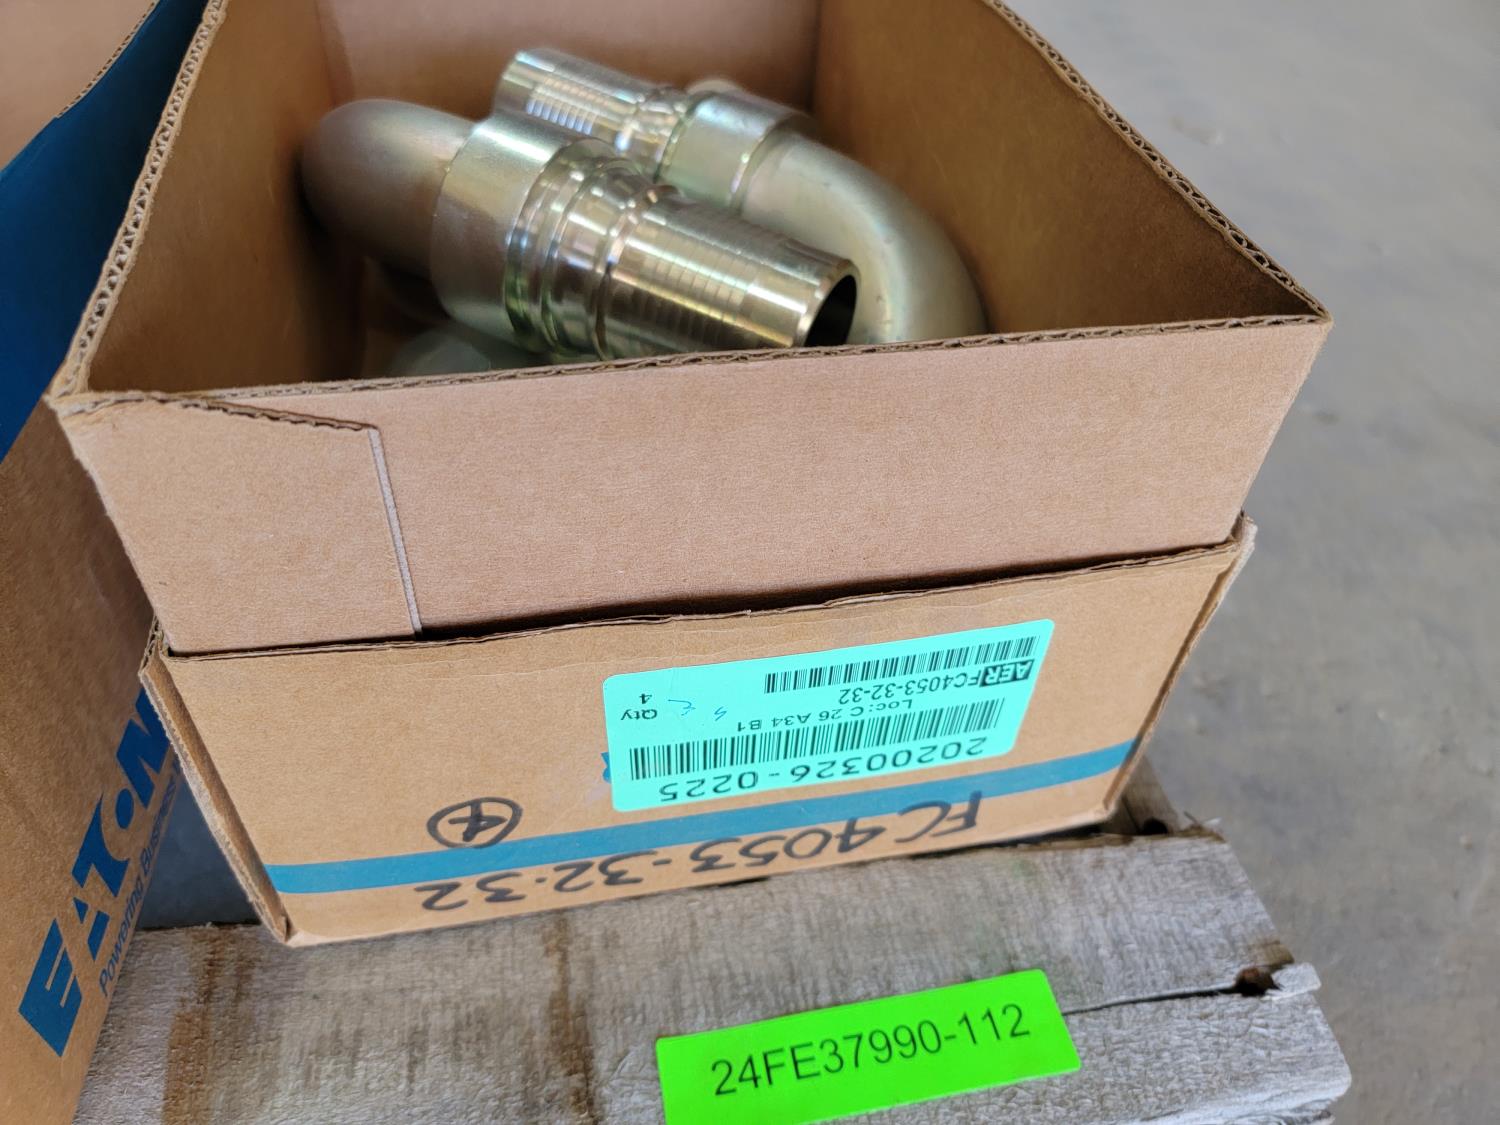 AER FC4053-32-32
Loc: C 26 A34 B1
Qty
4
20200326-0225
FC4053-32-32
4
EATON
Powering Business
24FE37990-112